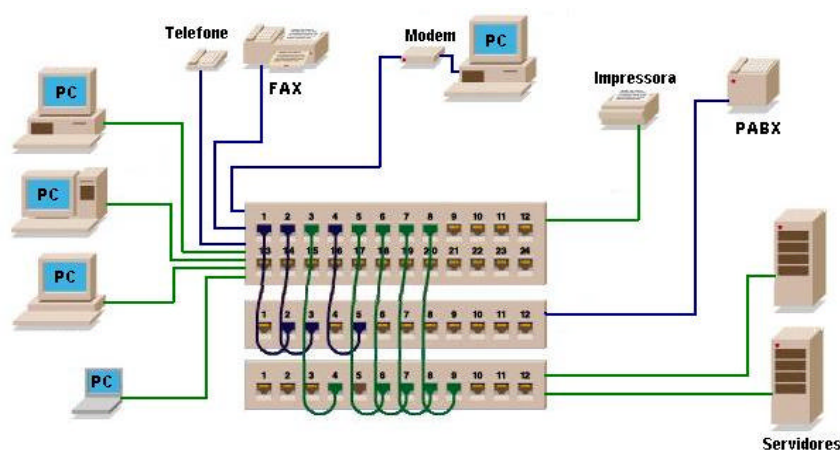 Telefone
FAX
Modem
PC
Impressora
PABX
PC
PC
PC
PC
1 2 3 4 5 6 7 8 9 10 11 12
13 14 15 16 17 18 19 20 21 22 23 24
1 2 3 4 5 6 7 8 9 10 11 12
1 2 3 4 5 6 7 8 9 10 11 12
Servidores